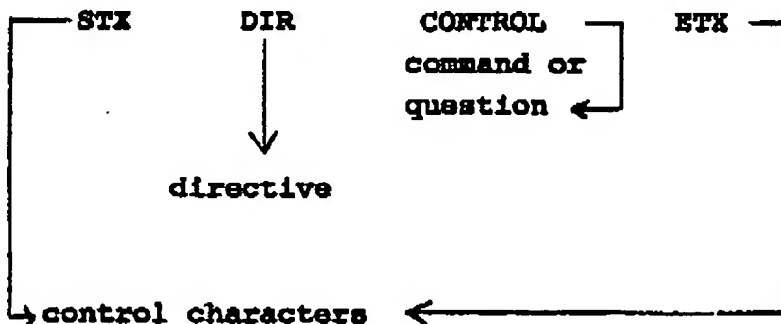 STX DIR CONTROL ETX
command or
question
directive
control characters